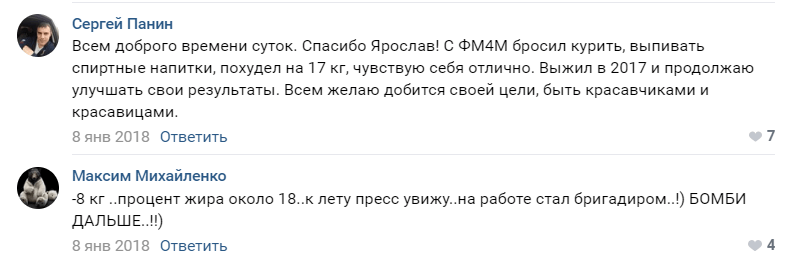 Сергей Панин
Всем доброго времени суток. Спасибо Ярослав! С ФМ4М бросил курить, выпивать
спиртные напитки, похудел на 17 кг, чувствую себя отлично. Выжил в 2017 и продолжаю
улучшать свои результаты. Всем желаю добится своей цели, быть красавчиками и
красавицами.
8 янв 2018 Ответить 7
Максим Михайленко
-8 кг ..процент жира около 18..к лету пресс увижу..на работе стал бригадиром..!) БОМБИ
ДАЛЬШЕ..!!)
8 янв 2018 Ответить 4